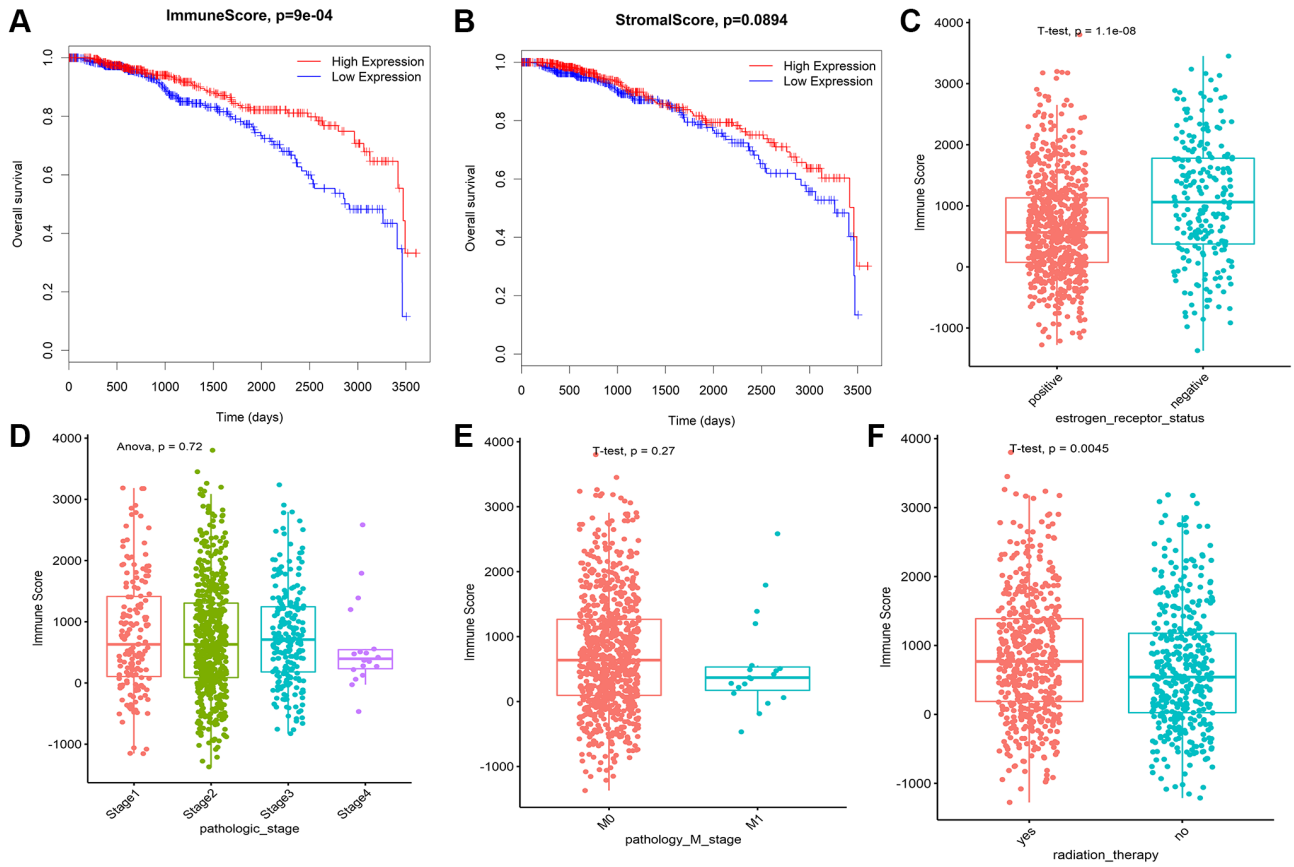 A
ImmuneScore, p=9e-04
High Expression
Low Expression
Overall survival
1.0
0.8
0.6
0.4
0.2
0.0
0 500 1000 1500 2000 2500 3000 3500
Time (days)
B
StromalScore, p=0.0894
High Expression
Low Expression
Overall survival
1.0
0.8
0.6
0.4
0.2
0.0
0 500 1000 1500 2000 2500 3000 3500
Time (days)
C
T-test, p = 1.1e-08
Immune Score
4000
3000
2000
1000
0
-1000
positive negative
estrogen_receptor_status
D
Anova, p = 0.72
Immune Score
4000
3000
2000
1000
0
-1000
Stage1 Stage2 Stage3 Stage4
pathologic_stage
E
T-test, p = 0.27
Immune Score
4000
3000
2000
1000
0
-1000
M0 M1
pathology_M_stage
F
T-test, p = 0.0045
Immune Score
4000
3000
2000
1000
0
-1000
yes no
radiation_therapy